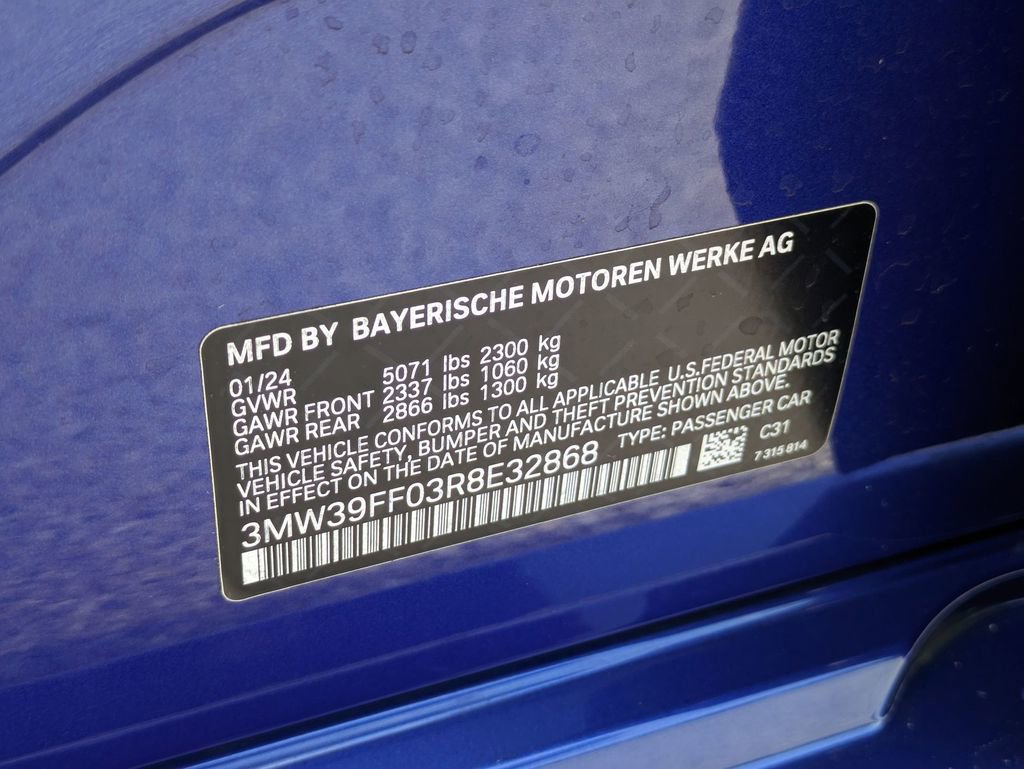 MFD BY BAYERISCHE MOTOREN WERKE AG
01/24
GVWR 5071 lbs 2300 kg
GAWR FRONT 2337 lbs 1060 kg
GAWR REAR 2866 lbs 1300 kg
THIS VEHICLE CONFORMS TO ALL APPLICABLE U.S.FEDERAL MOTOR
VEHICLE SAFETY, BUMPER AND THEFT PREVENTION STANDARDS
IN EFFECT ON THE DATE OF MANUFACTURE SHOWN ABOVE.
3MW39FF03R8E32868 TYPE: PASSENGER CAR
C31
7 315 814